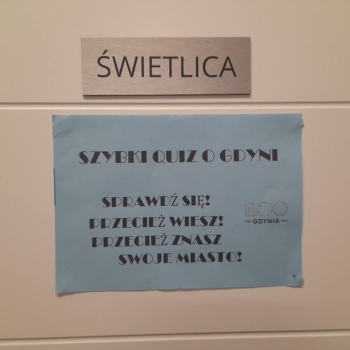 ŚWIETLICA
SZYBKI QUIZ O GDYNI
SPRAWDŹ SIĘ!
PRZECIEŻ WIESZ!
PRZECIEŻ ZNASZ
SWOJE MIASTO!
100
GDYNIA